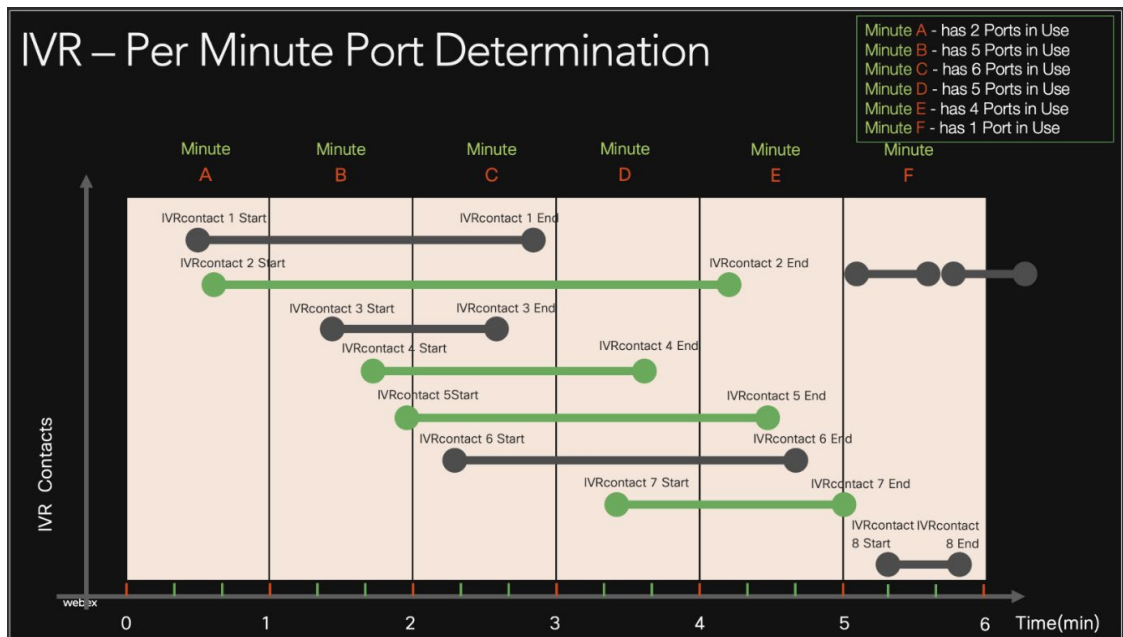 IVR – Per Minute Port Determination
Minute A - has 2 Ports in Use
Minute B - has 5 Ports in Use
Minute C - has 6 Ports in Use
Minute D - has 5 Ports in Use
Minute E - has 4 Ports in Use
Minute F - has 1 Port in Use
Minute Minute Minute Minute Minute Minute
A B C D E F
IVRcontact 1 Start IVRcontact 1 End
IVRcontact 2 Start IVRcontact 2 End
IVRcontact 3 Start IVRcontact 3 End
IVRcontact 4 Start IVRcontact 4 End
IVRcontact 5Start IVRcontact 5 End
IVRcontact 6 Start IVRcontact 6 End
IVRcontact 7 Start IVRcontact 7 End
IVRcontact IVRcontact
8 Start 8 End
IVR Contacts
webex
0 1 2 3 4 5 6 Time(min)